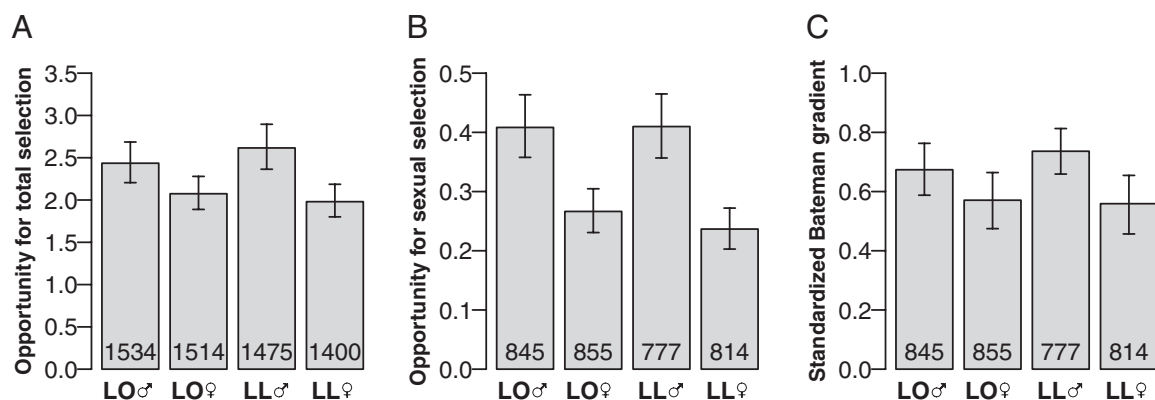 A
Opportunity for total selection
3.5
3.0
2.5
2.0
1.5
1.0
0.5
0.0
1534 1514 1475 1400
LO♂ LO♀ LL♂ LL♀
B
Opportunity for sexual selection
0.5
0.4
0.3
0.2
0.1
0.0
845 855 777 814
LO♂ LO♀ LL♂ LL♀
C
Standardized Bateman gradient
1.0
0.8
0.6
0.4
0.2
0.0
845 855 777 814
LO♂ LO♀ LL♂ LL♀